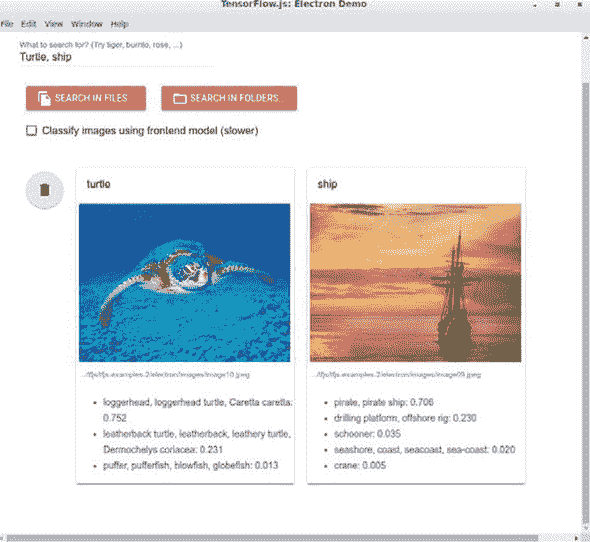 TensorFlow.js: Electron Demo
File Edit View Window Help
What to search for? (Try tiger, burrito, rose, ...)
Turtle, ship
SEARCH IN FILES...
SEARCH IN FOLDERS...
Classify images using frontend model (slower)
turtle
.../tfjs/tfjs-examples-2/electron/images/image10.jpeg
loggerhead, loggerhead turtle, Caretta caretta:
0.752
leatherback turtle, leatherback, leathery turtle,
Dermochelys coriacea: 0.231
puffer, pufferfish, blowfish, globefish: 0.013
ship
.../tfjs/tfjs-examples-2/electron/images/image09.jpeg
pirate, pirate ship: 0.706
drilling platform, offshore rig: 0.230
schooner: 0.035
seashore, coast, seacoast, sea-coast: 0.020
crane: 0.005